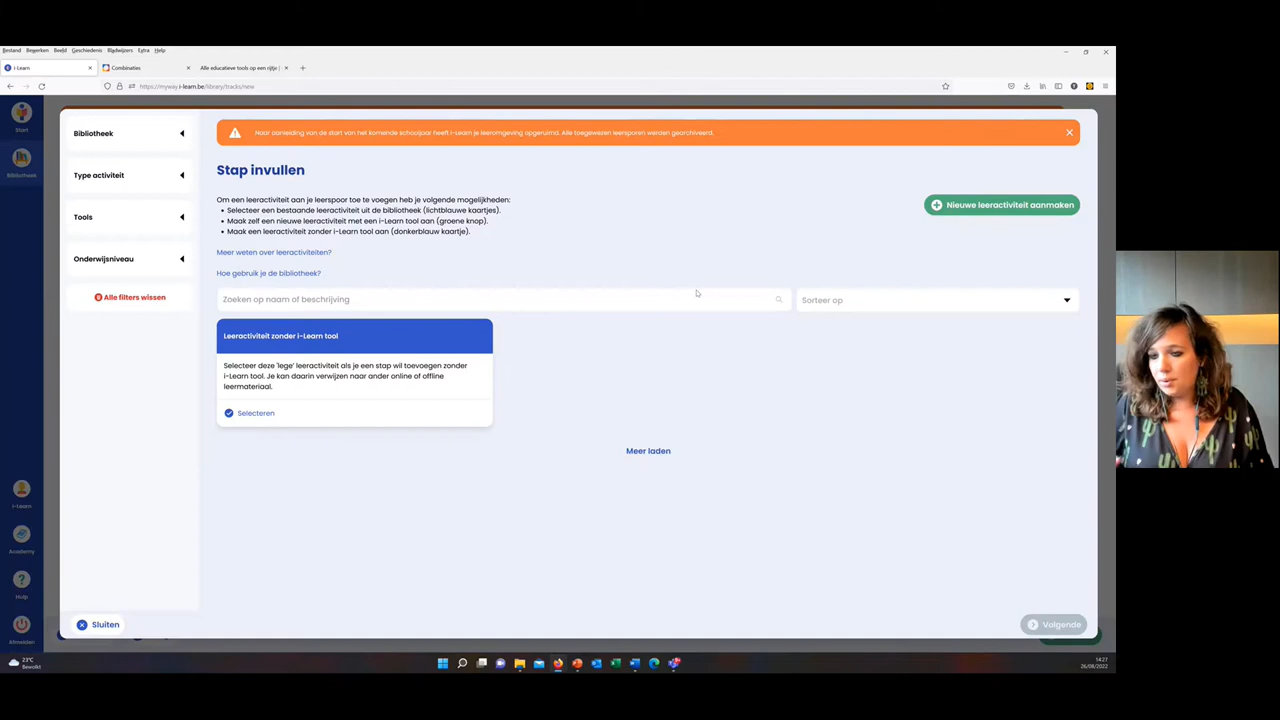 Bestand Bewerken Beeld Geschiedenis Bladwijzers Extra Help
i-Learn
Combinaties
Alle educatieve tools op een rijtje |
https://myway.i-learn.be/library/tracks/new
Start
Bibliotheek
i-Learn
Academy
Hulp
Afmelden
Bibliotheek
Type activiteit
Tools
Onderwijsniveau
Alle filters wissen
Naar aanleiding van de start van het komende schooljaar heeft i-Learn je leeromgeving opgeruimd. Alle toegewezen leersporen werden gearchiveerd.
Stap invullen
Om een leeractiviteit aan je leerspoor toe te voegen heb je volgende mogelijkheden:
• Selecteer een bestaande leeractiviteit uit de bibliotheek (lichtblauwe kaartjes).
• Maak zelf een nieuwe leeractiviteit met een i-Learn tool aan (groene knop).
• Maak een leeractiviteit zonder i-Learn tool aan (donkerblauw kaartje).
Nieuwe leeractiviteit aanmaken
Meer weten over leeractiviteiten?
Hoe gebruik je de bibliotheek?
Zoeken op naam of beschrijving
Sorteer op
Leeractiviteit zonder i-Learn tool
Selecteer deze 'lege' leeractiviteit als je een stap wil toevoegen zonder
i-Learn tool. Je kan daarin verwijzen naar ander online of offline
leermateriaal.
Selecteren
Meer laden
Sluiten
Volgende
23°C
Bewolkt
14:27
26/08/2022